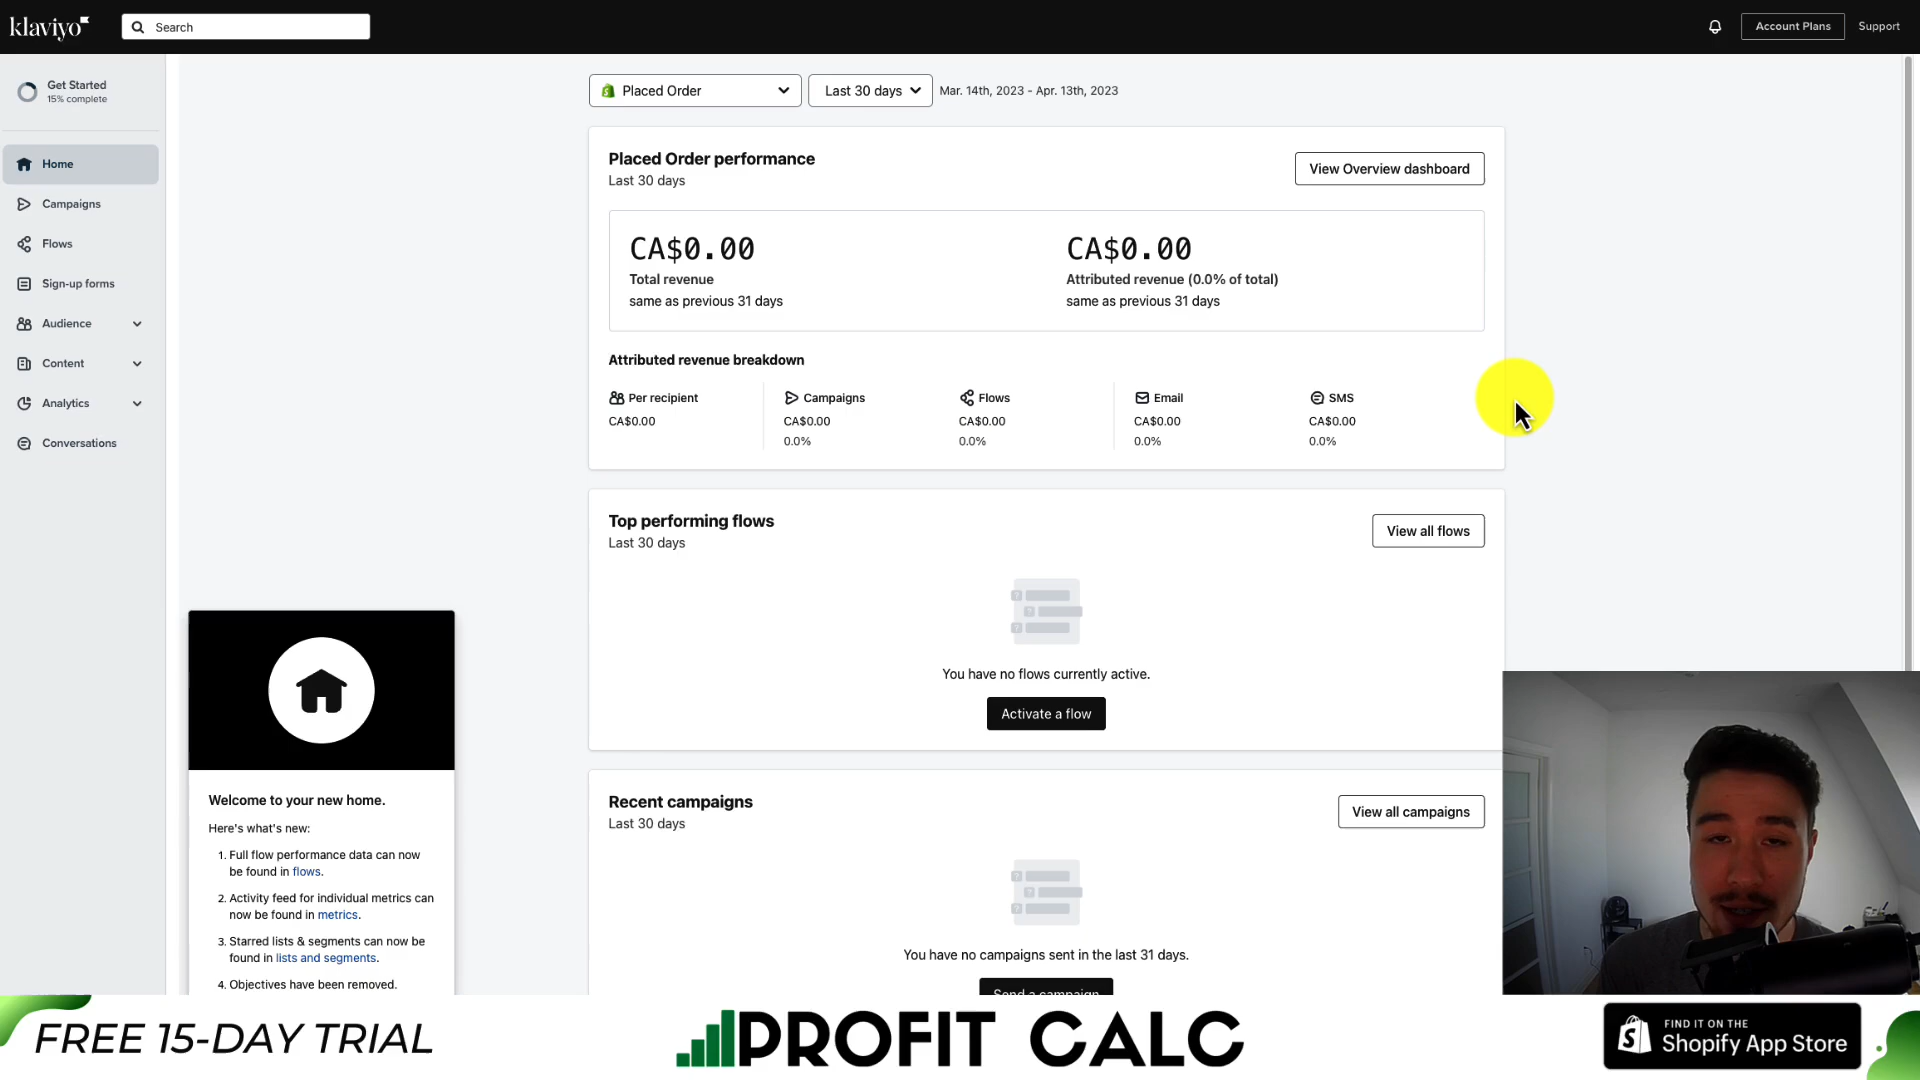 klaviyo
Search
Account Plans
Support
Get Started
15% complete
Home
Campaigns
Flows
Sign-up forms
Audience
Content
Analytics
Conversations
Placed Order
Last 30 days
Mar. 14th, 2023 - Apr. 13th, 2023
Placed Order performance
Last 30 days
View Overview dashboard
CA$0.00
Total revenue
same as previous 31 days
CA$0.00
Attributed revenue (0.0% of total)
same as previous 31 days
Attributed revenue breakdown
Per recipient
CA$0.00
Campaigns
CA$0.00
0.0%
Flows
CA$0.00
0.0%
Email
CA$0.00
0.0%
SMS
CA$0.00
0.0%
Top performing flows
Last 30 days
View all flows
You have no flows currently active.
Activate a flow
Recent campaigns
Last 30 days
View all campaigns
You have no campaigns sent in the last 31 days.
Send a campaign
Welcome to your new home.
Here's what's new:
1. Full flow performance data can now
be found in flows.
2. Activity feed for individual metrics can
now be found in metrics.
3. Starred lists & segments can now be
found in lists and segments.
4. Objectives have been removed.
FREE 15-DAY TRIAL
PROFIT CALC
FIND IT ON THE
Shopify App Store